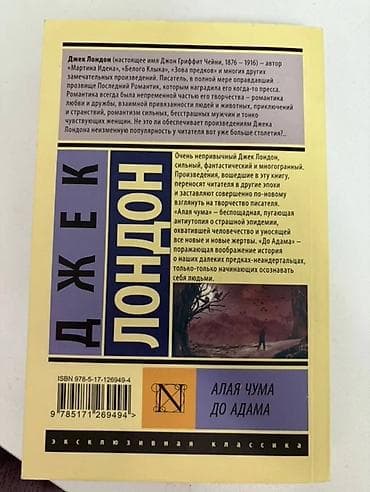 Джек Лондон (настоящее имя Джон Гриффит Чейни, 1876 – 1916) – автор
«Мартина Идена», «Белого Клыка», «Зова предков» и многих других
замечательных произведений. Писатель, в полной мере оправдавший
прозвище Последний Романтик, которым наградила его когда-то пресса.
Романтика всегда была непременной частью его творчества – романтика
любви и дружбы, взаимной привязанности людей и животных, приключений
и странствий, романтизм сильных, бесстрашных мужчин и тонко
чувствующих женщин. Не это ли обеспечивает произведениям Джека
Лондона неизменную популярность у читателя вот уже больше столетия?..
ДЖЕК
ЛОНДОН
Очень непривычный Джек Лондон,
сильный, фантастический и многогранный.
Произведения, вошедшие в эту книгу,
переносят читателя в другие эпохи
и заставляют совершенно по-новому
взглянуть на творчество писателя.
«Алая чума» – беспощадная, пугающая
антиутопия о страшной эпидемии,
охватившей человечество и уносящей
все новые и новые жертвы. «До Адама» –
поражающая воображение история
о наших далеких предках-неандертальцах,
только-только начинающих осознавать
себя людьми.
ISBN 978-5-17-126949-4
9 785171 269494 >
N
АЛАЯ ЧУМА
ДО АДАМА
эксклюзивная классика